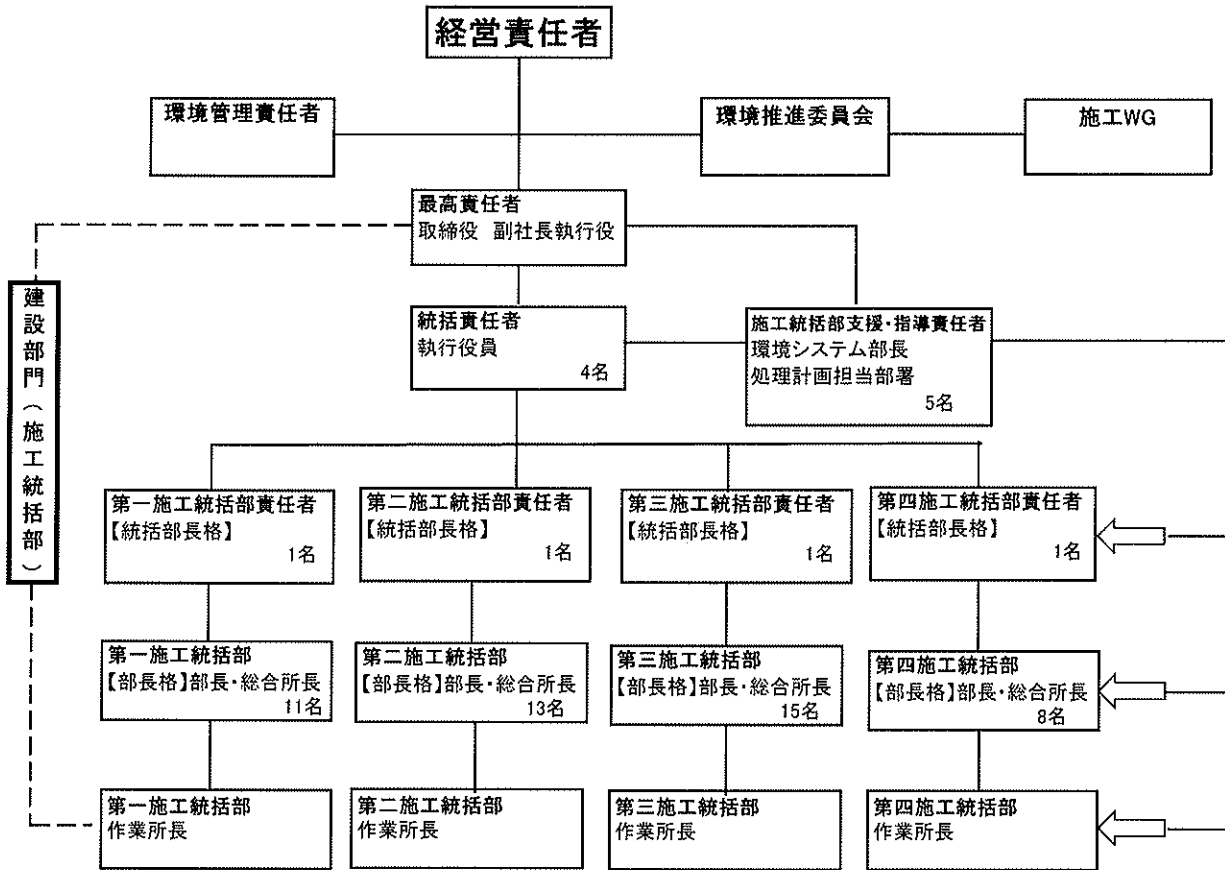 経営責任者
環境管理責任者
環境推進委員会
施工WG
最高責任者
取締役 副社長執行役
建設部門(施工統括部)
統括責任者
執行役員
4名
施工統括部支援・指導責任者
環境システム部長
処理計画担当部署
5名
第一施工統括部責任者
【統括部長格】
1名
第二施工統括部責任者
【統括部長格】
1名
第三施工統括部責任者
【統括部長格】
1名
第四施工統括部責任者
【統括部長格】
1名
第一施工統括部
【部長格】部長・総合所長
11名
第二施工統括部
【部長格】部長・総合所長
13名
第三施工統括部
【部長格】部長・総合所長
15名
第四施工統括部
【部長格】部長・総合所長
8名
第一施工統括部
作業所長
第二施工統括部
作業所長
第三施工統括部
作業所長
第四施工統括部
作業所長